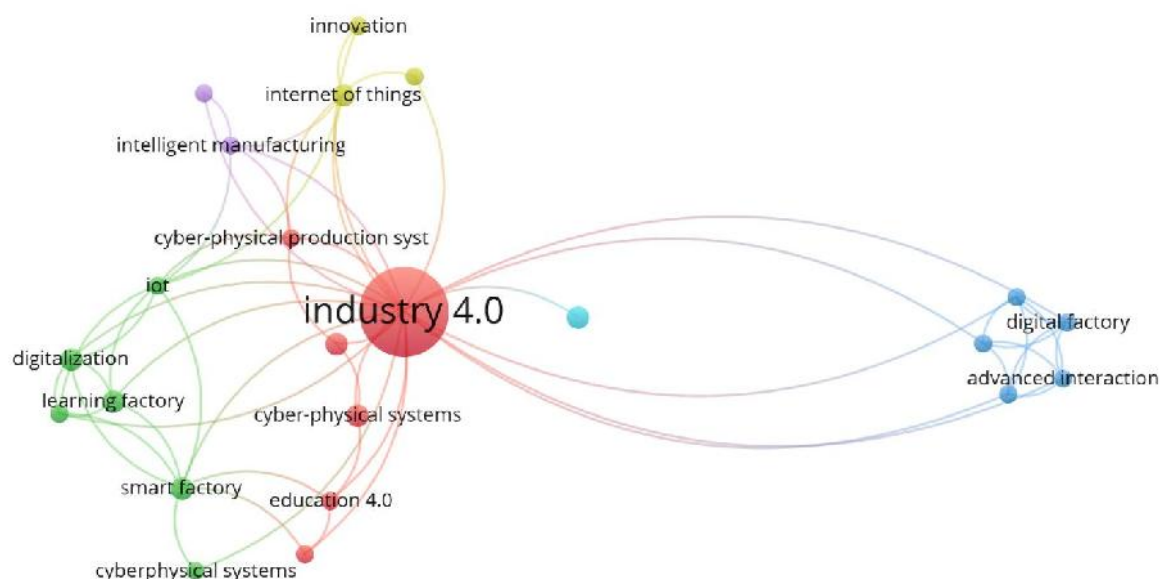 innovation
internet of things
intelligent manufacturing
cyber-physical production syst
iot
industry 4.0
digital factory
digitalization
advanced interaction
learning factory
cyber-physical systems
smart factory
education 4.0
cyberphysical systems